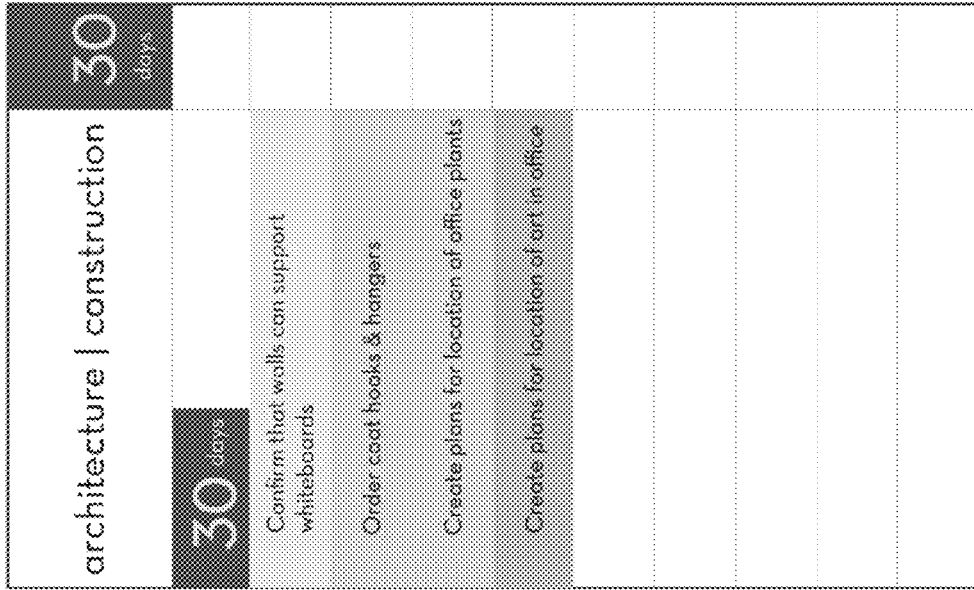 architecture | construction
30
days
30 days
Confirm that walls can support
whiteboards
Order coat hooks & hangers
Create plans for location of office plants
Create plans for location of art in office